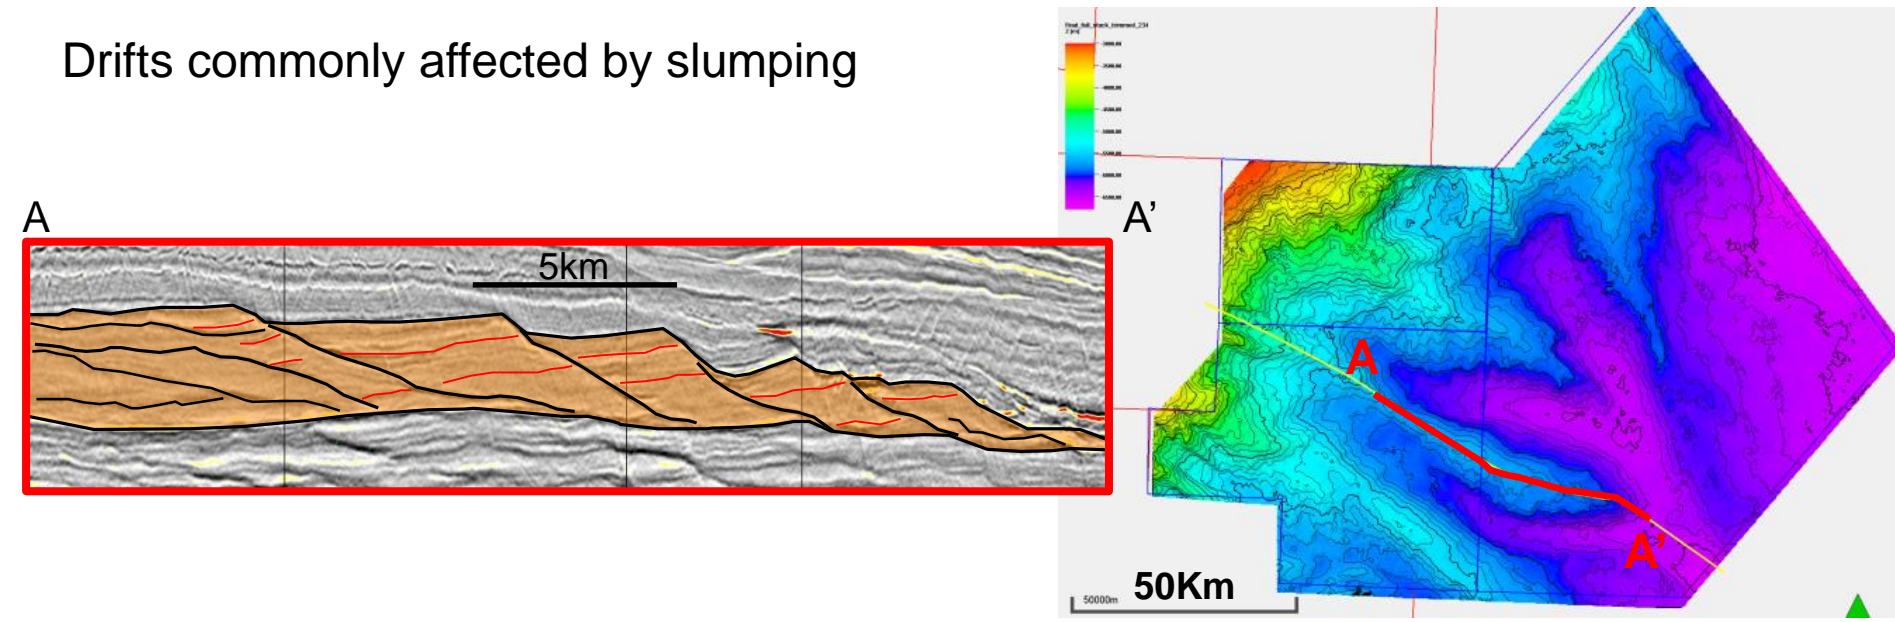 Drifts commonly affected by slumping
A
A’
5km
A
A’
50Km
50000m